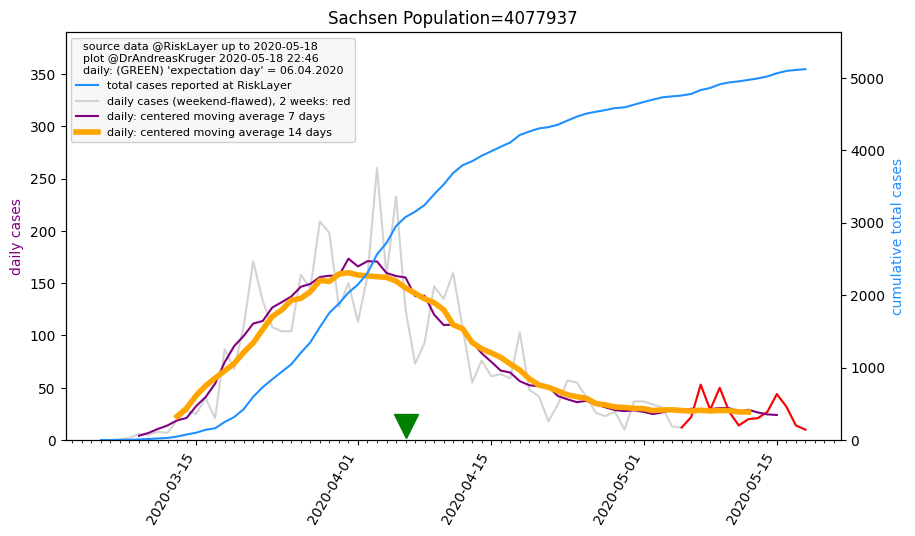 Sachsen Population=4077937
source data @RiskLayer up to 2020-05-18
plot @DrAndreasKruger 2020-05-18 22:46
daily: (GREEN) 'expectation day' = 06.04.2020
total cases reported at RiskLayer
daily cases (weekend-flawed), 2 weeks: red
daily: centered moving average 7 days
daily: centered moving average 14 days
daily cases
350
300
250
200
150
100
50
0
cumulative total cases
5000
4000
3000
2000
1000
0
2020-03-15
2020-04-01
2020-04-15
2020-05-01
2020-05-15